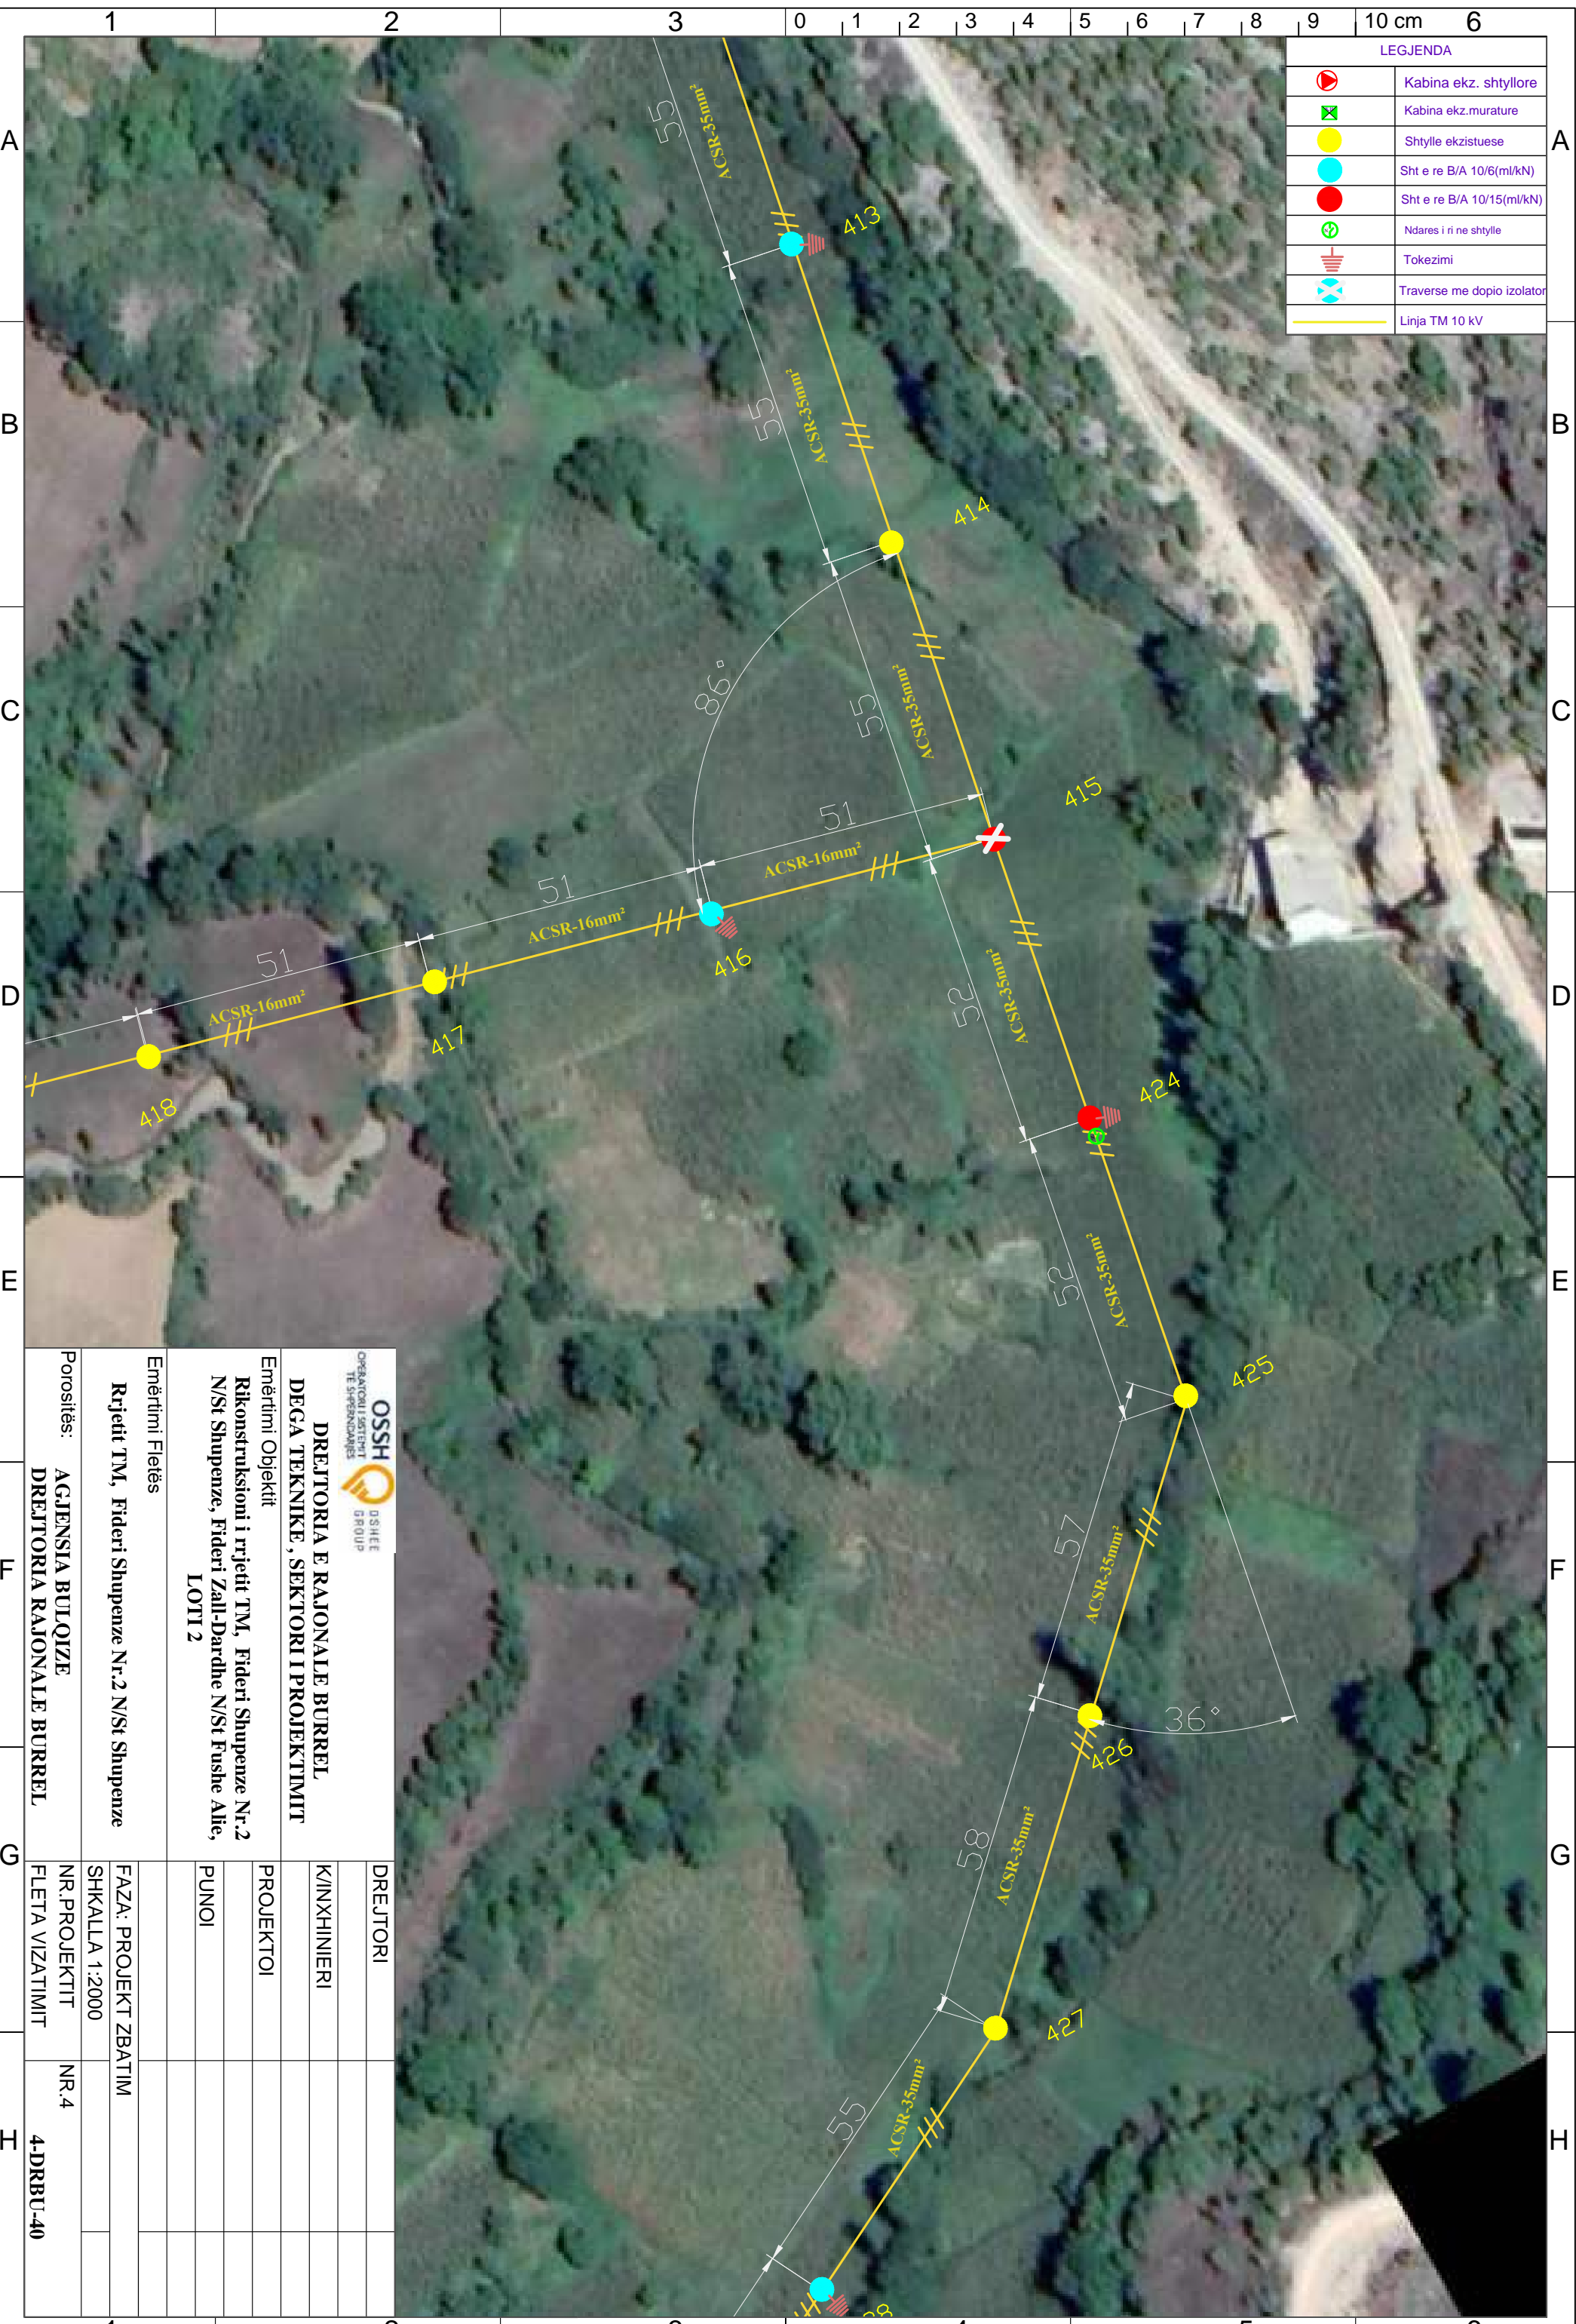 1 2 3 0 1 2 3 4 5 6 7 8 9 10 cm 6
LEGJENDA
Kabina ekz. shtyllore
Kabina ekz.murature
Shtylle ekzistuese
Sht e re B/A 10/6(ml/kN)
Sht e re B/A 10/15(ml/kN)
Ndares i ri ne shtylle
Tokezimi
Traverse me dopio izolator
Linja TM 10 kV
A A
55
ACSR-35mm²
413
B B
55
ACSR-35mm²
414
C C
86°
55
ACSR-35mm²
415
51
ACSR-16mm²
51
ACSR-16mm²
416
D D
51
ACSR-16mm²
417
418
52
ACSR-35mm²
424
E E
52
ACSR-35mm²
425
F F
57
ACSR-35mm²
36°
426
G G
58
ACSR-35mm²
427
H H
55
ACSR-35mm²
OSSH
OPERATORI I SISTEMIT
TË SHPËRNDARJES
OSHEE
GROUP
DREJTORIA E RAJONALE BURREL
DEGA TEKNIKE , SEKTORI I PROJEKTIMIT
Emërtimi Objektit
Rikonstruksioni i rrjetit TM, Fideri Shupenze Nr.2
N/St Shupenze, Fideri Zall-Dardhe N/St Fushe Alie,
LOTI 2
Emërtimi Fletës
Rrjetit TM, Fideri Shupenze Nr.2 N/St Shupenze
Porositës:
AGJENSIA BULQIZE
DREJTORIA RAJONALE BURREL
DREJTORI
K/INXHINIERI
PROJEKTOI
PUNOI
FAZA: PROJEKT ZBATIM
SHKALLA 1:2000
NR.PROJEKTIT NR.4
FLETA VIZATIMIT 4-DRBU-40